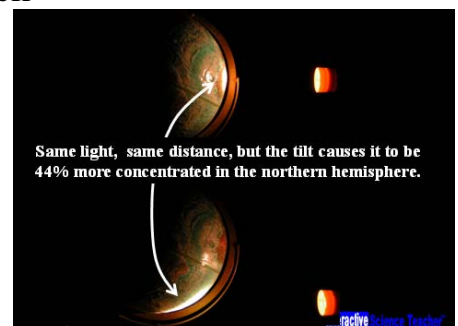 Same light, same distance, but the tilt causes it to be
44% more concentrated in the northern hemisphere.
ractive Science Teacher